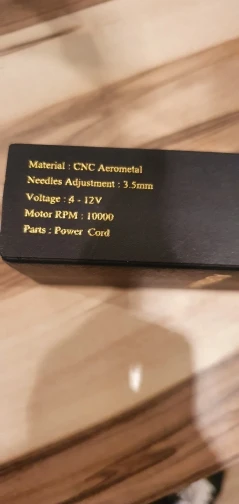 Material : CNC Aerometal
Needles Adjustment : 3.5mm
Voltage : 4 - 12V
Motor RPM : 10000
Parts : Power Cord